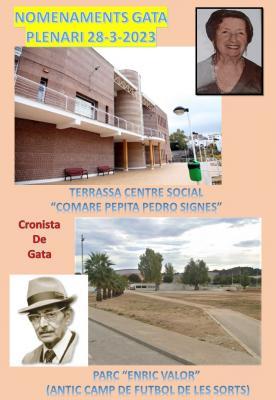 NOMENAMENTS GATA
PLENARI 28-3-2023
TERRASSA CENTRE SOCIAL
"COMARE PEPITA PEDRO SIGNES"
Cronista
De
Gata
PARC "ENRIC VALOR"
(ANTIC CAMP DE FUTBOL DE LES SORTS)